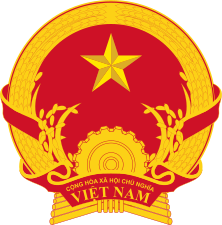 CỘNG HÒA XÃ HỘI CHỦ NGHĨA
VIỆT NAM